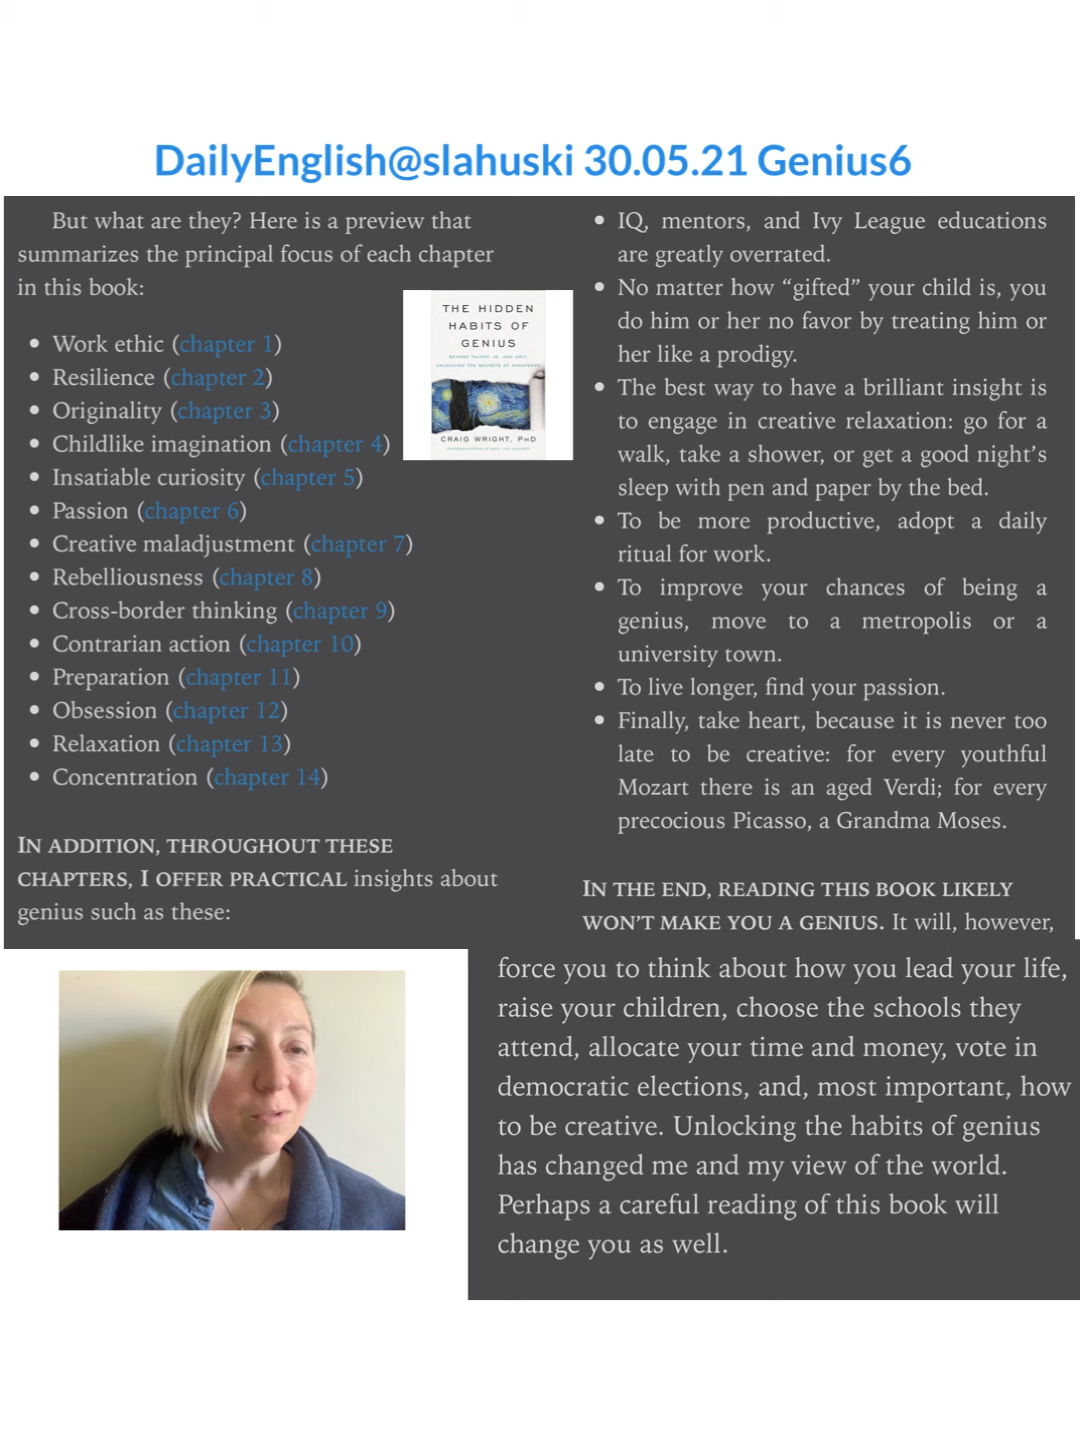 DailyEnglish@slahuski 30.05.21 Genius6
But what are they? Here is a preview that
summarizes the principal focus of each chapter
in this book:
• Work ethic (chapter 1)
• Resilience (chapter 2)
• Originality (chapter 3)
• Childlike imagination (chapter 4)
• Insatiable curiosity (chapter 5)
• Passion (chapter 6)
• Creative maladjustment (chapter 7)
• Rebelliousness (chapter 8)
• Cross-border thinking (chapter 9)
• Contrarian action (chapter 10)
• Preparation (chapter 11)
• Obsession (chapter 12)
• Relaxation (chapter 13)
• Concentration (chapter 14)
IN ADDITION, THROUGHOUT THESE
CHAPTERS, I OFFER PRACTICAL insights about
genius such as these:
THE HIDDEN
HABITS OF
GENIUS
BEYOND TALENT, IQ, AND GRIT
UNLOCKING THE SECRETS OF GREATNESS
CRAIG WRIGHT, PHD
• IQ, mentors, and Ivy League educations
are greatly overrated.
• No matter how “gifted” your child is, you
do him or her no favor by treating him or
her like a prodigy.
• The best way to have a brilliant insight is
to engage in creative relaxation: go for a
walk, take a shower, or get a good night’s
sleep with pen and paper by the bed.
• To be more productive, adopt a daily
ritual for work.
• To improve your chances of being a
genius, move to a metropolis or a
university town.
• To live longer, find your passion.
• Finally, take heart, because it is never too
late to be creative: for every youthful
Mozart there is an aged Verdi; for every
precocious Picasso, a Grandma Moses.
IN THE END, READING THIS BOOK LIKELY
WON’T MAKE YOU A GENIUS. It will, however,
force you to think about how you lead your life,
raise your children, choose the schools they
attend, allocate your time and money, vote in
democratic elections, and, most important, how
to be creative. Unlocking the habits of genius
has changed me and my view of the world.
Perhaps a careful reading of this book will
change you as well.